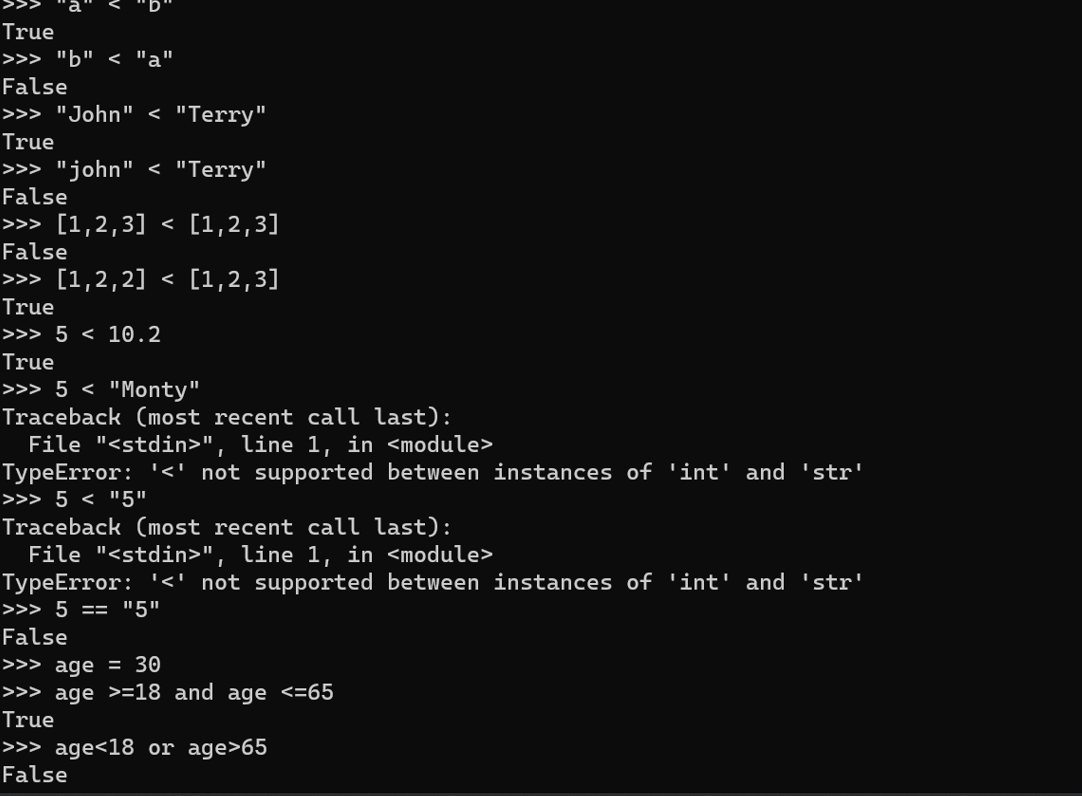 >>> "a" < "b"
True
>>> "b" < "a"
False
>>> "John" < "Terry"
True
>>> "john" < "Terry"
False
>>> [1,2,3] < [1,2,3]
False
>>> [1,2,2] < [1,2,3]
True
>>> 5 < 10.2
True
>>> 5 < "Monty"
Traceback (most recent call last):
  File "<stdin>", line 1, in <module>
TypeError: '<' not supported between instances of 'int' and 'str'
>>> 5 < "5"
Traceback (most recent call last):
  File "<stdin>", line 1, in <module>
TypeError: '<' not supported between instances of 'int' and 'str'
>>> 5 == "5"
False
>>> age = 30
>>> age >=18 and age <=65
True
>>> age<18 or age>65
False